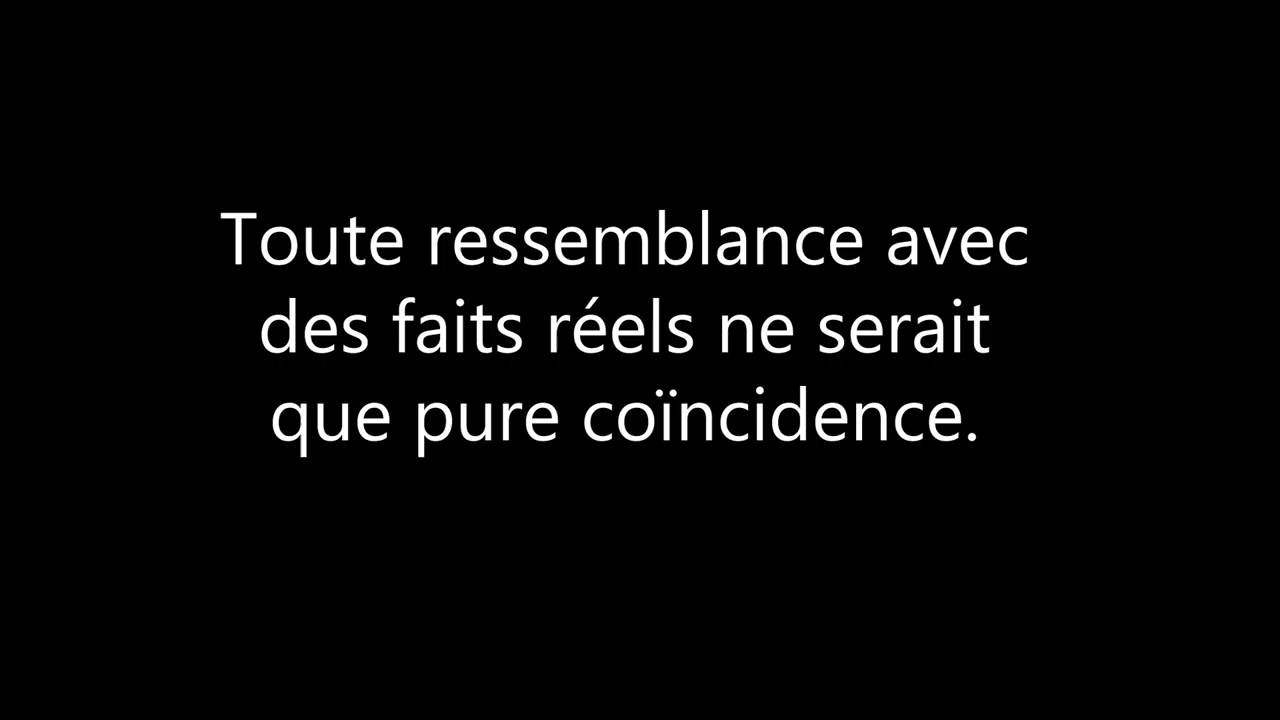 Toute ressemblance avec
des faits réels ne serait
que pure coïncidence.